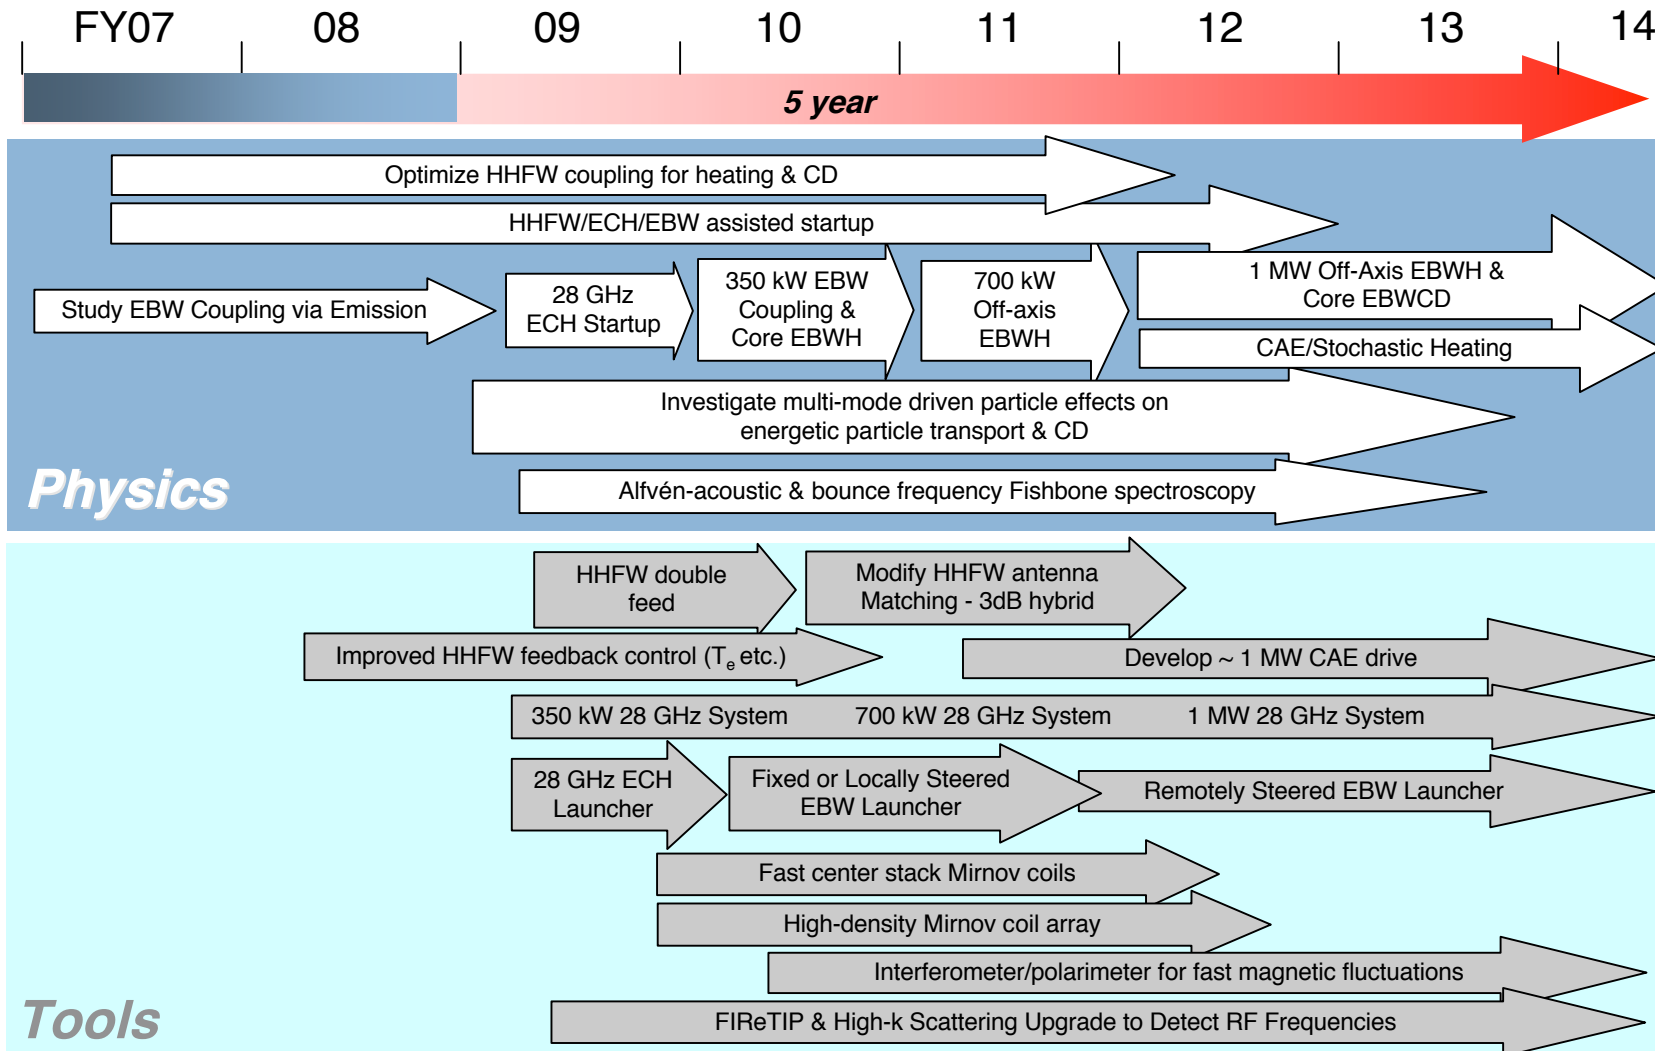 FY07 08 09 10 11 12 13 14
5 year
Optimize HHFW coupling for heating & CD
HHFW/ECH/EBW assisted startup
Study EBW Coupling via Emission
28 GHz
ECH Startup
350 kW EBW
Coupling &
Core EBWH
700 kW
Off-axis
EBWH
1 MW Off-Axis EBWH &
Core EBWCD
CAE/Stochastic Heating
Investigate multi-mode driven particle effects on
energetic particle transport & CD
Alfvén-acoustic & bounce frequency Fishbone spectroscopy
Physics
HHFW double
feed
Modify HHFW antenna
Matching - 3dB hybrid
Improved HHFW feedback control (Te etc.)
Develop ~ 1 MW CAE drive
350 kW 28 GHz System 700 kW 28 GHz System 1 MW 28 GHz System
28 GHz ECH
Launcher
Fixed or Locally Steered
EBW Launcher
Remotely Steered EBW Launcher
Fast center stack Mirnov coils
High-density Mirnov coil array
Interferometer/polarimeter for fast magnetic fluctuations
FIReTIP & High-k Scattering Upgrade to Detect RF Frequencies
Tools